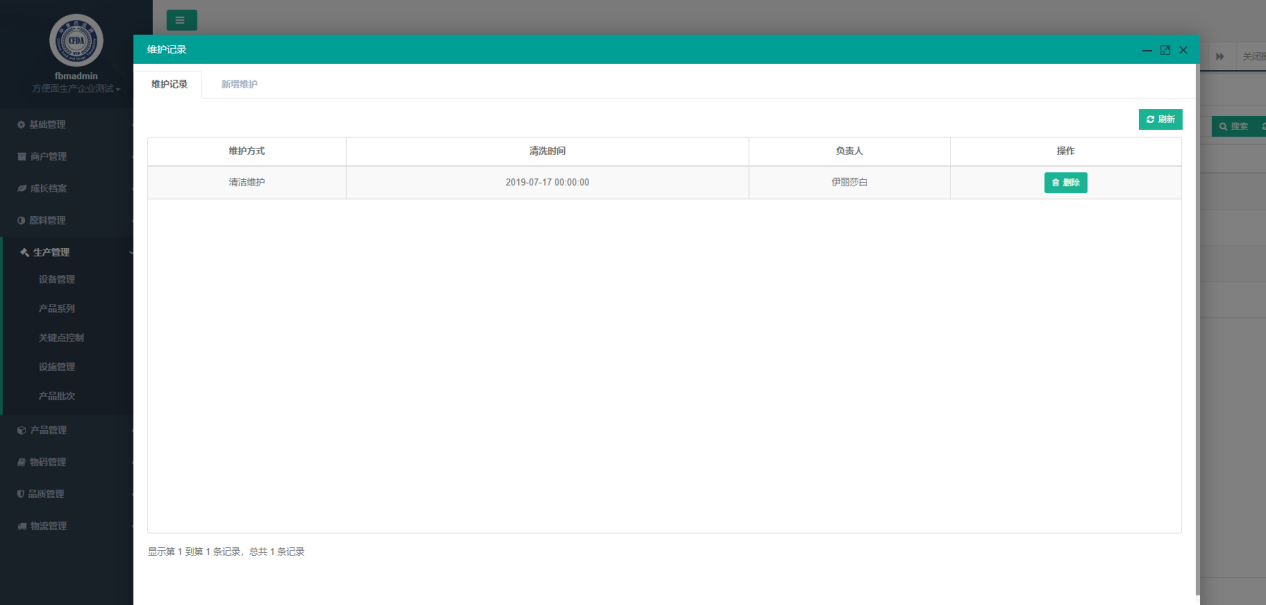 CFDA
fbmadmin
方便面生产企业测试
基础管理
商户管理
成长档案
原料管理
生产管理
设备管理
产品系列
关键点控制
设施管理
产品批次
产品管理
物码管理
品质管理
物流管理
维护记录
维护记录 新增维护
刷新
维护方式 清洗时间 负责人 操作
清洁维护 2019-07-17 00:00:00 伊丽莎白 删除
显示第 1 到第 1 条记录，总共 1 条记录
关闭
搜索